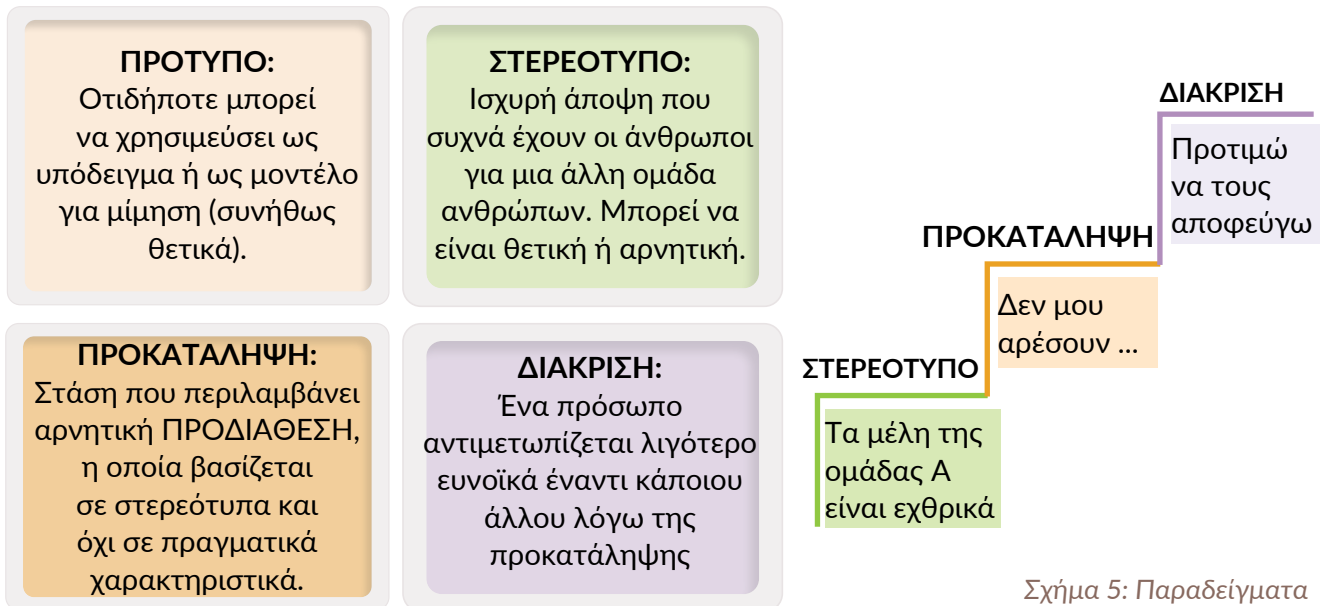 ΠΡΟΤΥΠΟ:
Οτιδήποτε μπορεί
να χρησιμεύσει ως
υπόδειγμα ή ως μοντέλο
για μίμηση (συνήθως
θετικά).
ΣΤΕΡΕΟΤΥΠΟ:
Ισχυρή άποψη που
συχνά έχουν οι άνθρωποι
για μια άλλη ομάδα
ανθρώπων. Μπορεί να
είναι θετική ή αρνητική.
ΠΡΟΚΑΤΑΛΗΨΗ:
Στάση που περιλαμβάνει
αρνητική ΠΡΟΔΙΑΘΕΣΗ,
η οποία βασίζεται
σε στερεότυπα και
όχι σε πραγματικά
χαρακτηριστικά.
ΔΙΑΚΡΙΣΗ:
Ένα πρόσωπο
αντιμετωπίζεται λιγότερο
ευνοϊκά έναντι κάποιου
άλλου λόγω της
προκατάληψης
ΔΙΑΚΡΙΣΗ
Προτιμώ
να τους
αποφεύγω
ΠΡΟΚΑΤΑΛΗΨΗ
Δεν μου
αρέσουν ...
ΣΤΕΡΕΟΤΥΠΟ
Τα μέλη της
ομάδας Α
είναι εχθρικά
Σχήμα 5: Παραδείγματα